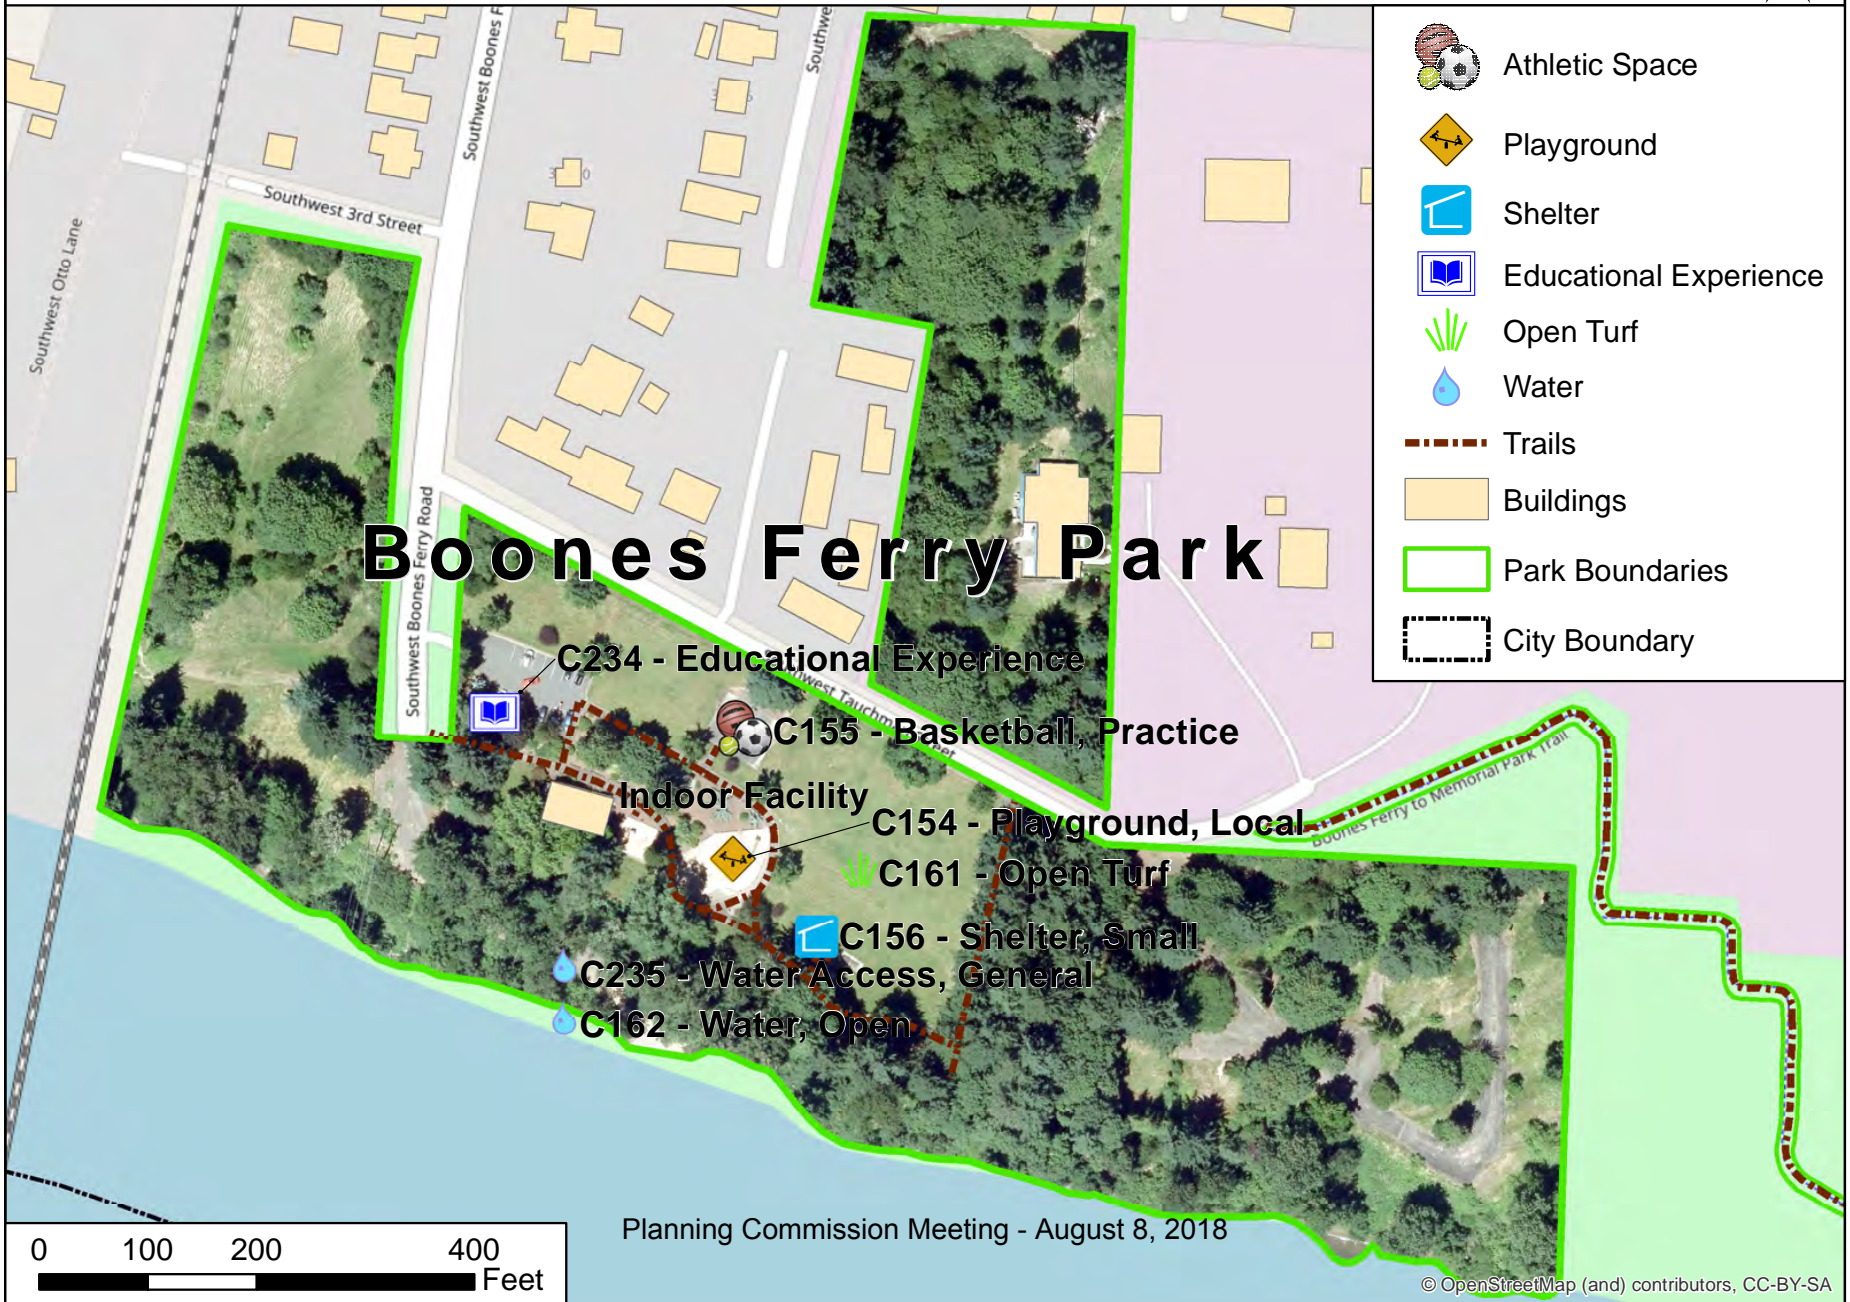 Athletic Space
Playground
Shelter
Educational Experience
Open Turf
Water
Trails
Buildings
Park Boundaries
City Boundary
Southwest Boones F
Southwe
Southwest 3rd Street
Southwest Otto Lane
Southwest Boones Ferry Road
Boones Ferry Park
C234 - Educational Experience
C155 - Basketball, Practice
Indoor Facility
C154 - Playground, Local
Boones Ferry to Memorial Park Trail
C161 - Open Turf
C156 - Shelter, Small
C235 - Water Access, General
C162 - Water, Open
Planning Commission Meeting - August 8, 2018
0 100 200 400
Feet
© OpenStreetMap (and) contributors, CC-BY-SA